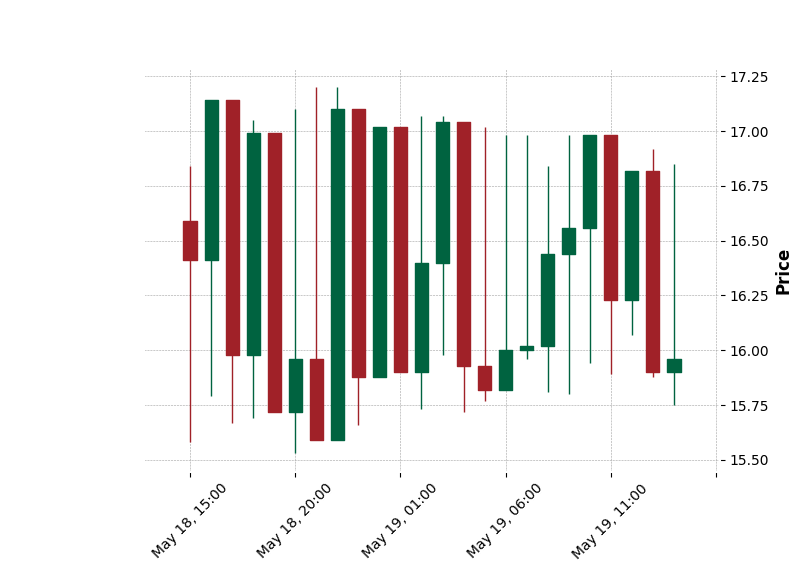 17.25
17.00
16.75
16.50
16.25
16.00
15.75
15.50
Price
May 18, 15:00
May 18, 20:00
May 19, 01:00
May 19, 06:00
May 19, 11:00